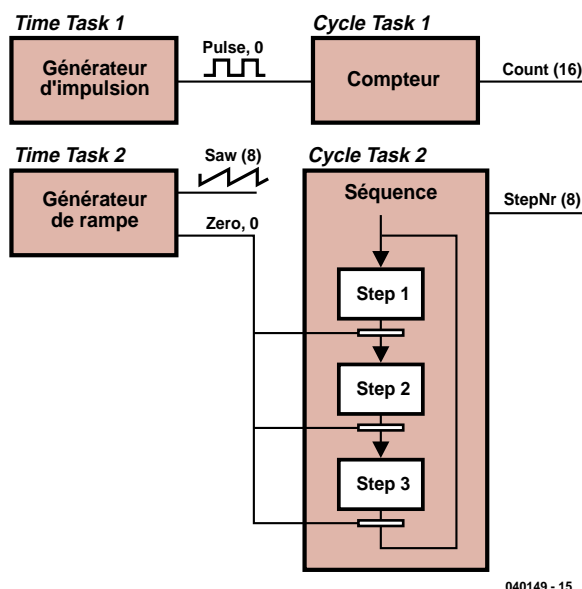 Time Task 1
Cycle Task 1
Générateur
d'impulsion
Pulse, 0
Compteur
Count (16)
Time Task 2
Cycle Task 2
Générateur
de rampe
Saw (8)
Zero, 0
Séquence
StepNr (8)
Step 1
Step 2
Step 3
040149 - 15